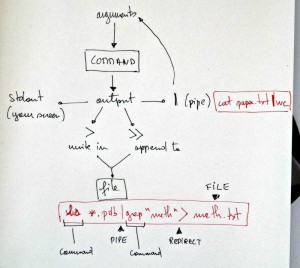 arguments
COMMAND
stdout
(your screen)
output
| (pipe)
cat papa.txt | wc
>
>>
write in
append to
file
FILE
*.pdb | grep "meth" > meth.txt
command
PIPE
command
REDIRECT